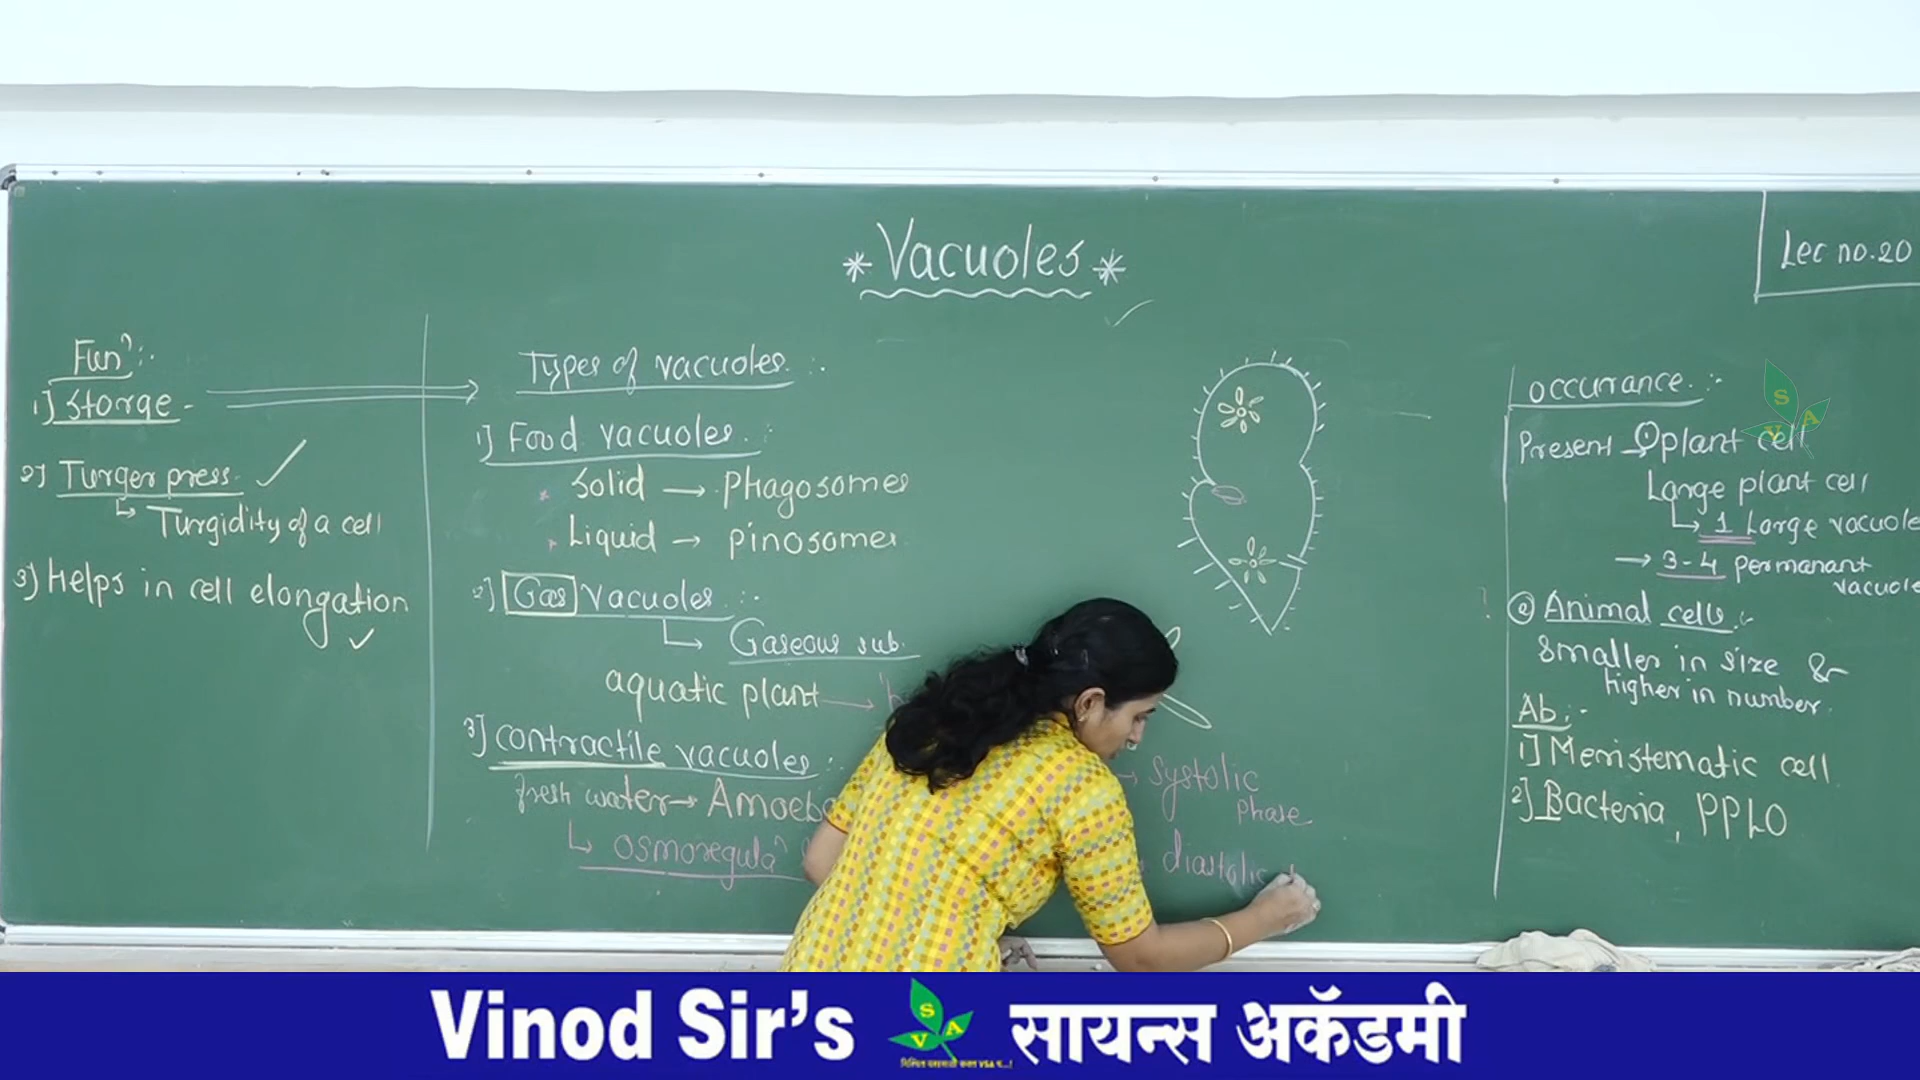 * Vacuoles *
Lec no.20
Fun?:-
1] Storge -
2] Turger press.
Turgidity of a cell
3) Helps in cell elongation
Types of vacuoles :-
1] Food vacuoles :-
Solid → Phagosomes
Liquid → pinosomes
2] Gas vacuoles :-
Gaseous sub.
aquatic plant →
3] contractile vacuoles :-
fresh water → Amoeba
osmoregula?
→ Systolic
phase
diastolic
occurance :-
Present → ① plant cell
Large plant cell
1 Large vacuole
→ 3-4 permanant
vacuole
② Animal cells :-
Smaller in size &
higher in number.
Ab :-
1] Meristematic cell
2] Bacteria, PPLO
S
A
V
Vinod Sir's
S
A
V
सायन्स अकॅडमी